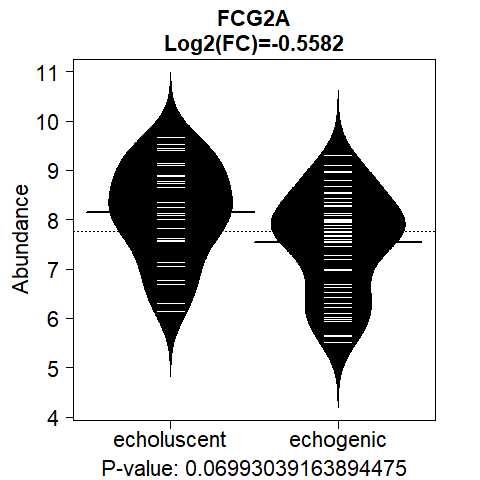 FCG2A
Log2(FC)=-0.5582
11
10
9
8
7
6
5
4
Abundance
echoluscent echogenic
P-value: 0.06993039163894475